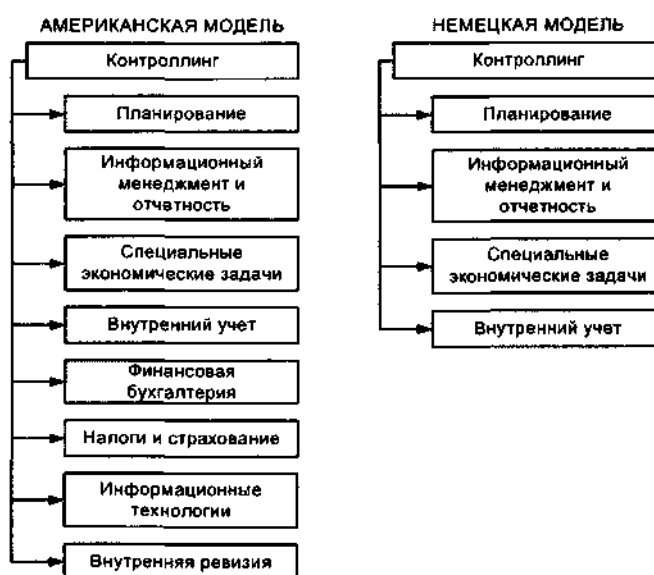 АМЕРИКАНСКАЯ МОДЕЛЬ
Контроллинг
Планирование
Информационный
менеджмент и
отчетность
Специальные
экономические задачи
Внутренний учет
Финансовая
бухгалтерия
Налоги и страхование
Информационные
технологии
Внутренняя ревизия
НЕМЕЦКАЯ МОДЕЛЬ
Контроллинг
Планирование
Информационный
менеджмент и
отчетность
Специальные
экономические задачи
Внутренний учет